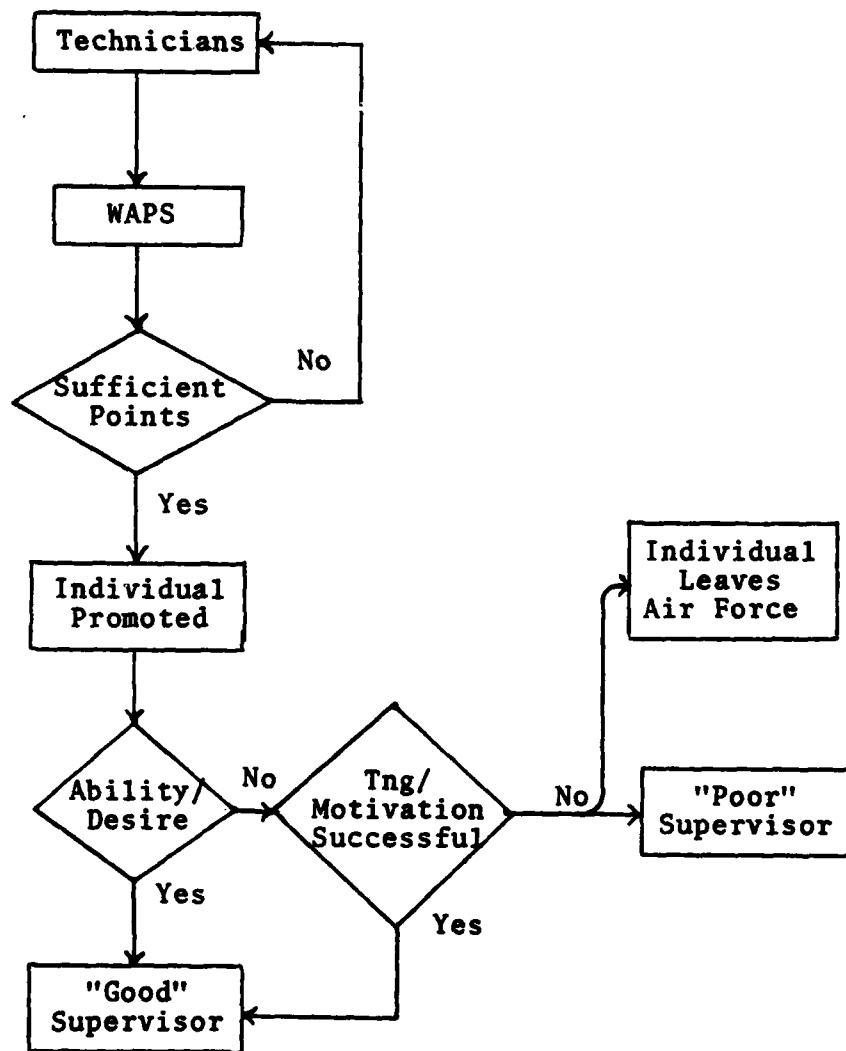 Technicians
WAPS
No
Sufficient
Points
Yes
Individual
Promoted
Individual
Leaves
Air Force
Ability/
Desire
No
Tng/
Motivation
Successful
No
"Poor"
Supervisor
Yes
Yes
"Good"
Supervisor